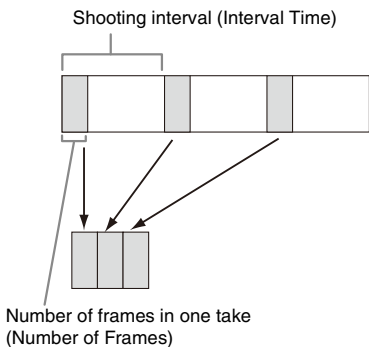 Shooting interval (Interval Time)
Number of frames in one take
(Number of Frames)